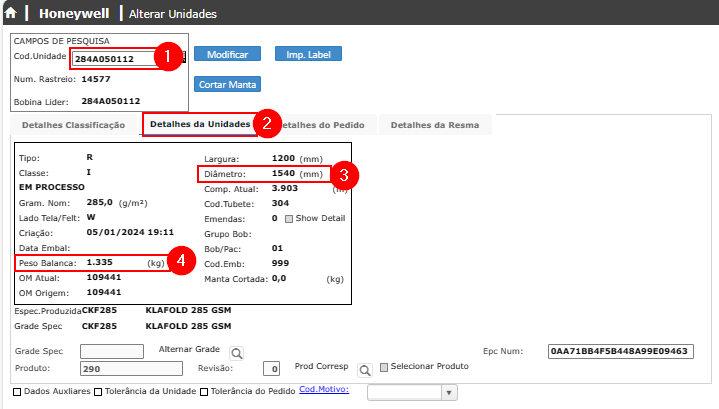 Honeywell | Alterar Unidades
CAMPOS DE PESQUISA
Cod.Unidade 284A050112 1
Modificar Imp. Label
Num. Rastreio: 14577
Cortar Manta
Bobina Lider: 284A050112
Detalhes Classificação Detalhes da Unidades 2 etalhes do Pedido Detalhes da Resma
Tipo: R Largura: 1200 (mm)
Classe: I Diâmetro: 1540 (mm) 3
EM PROCESSO Comp. Atual: 3.903
Gram. Nom: 285,0 (g/m²) Cod.Tubete: 304
Lado Tela/Felt: W Emendas: 0 Show Detail
Criação: 05/01/2024 19:11 Grupo Bob:
Data Embal: Bob/Pac: 01
Peso Balanca: 1.335 (kg) 4 Cod.Emb: 999
OM Atual: 109441 Manta Cortada: 0,0 (kg)
OM Origem: 109441
Espec.Produzida CKF285 KLAFOLD 285 GSM
Grade Spec CKF285 KLAFOLD 285 GSM
Grade Spec Alternar Grade Epc Num: 0AA71BB4F5B448A99E09463
Produto: 290 Revisão: 0 Prod Corresp Selecionar Produto
Dados Auxliares Tolerância da Unidade Tolerância do Pedido Cod.Motivo: